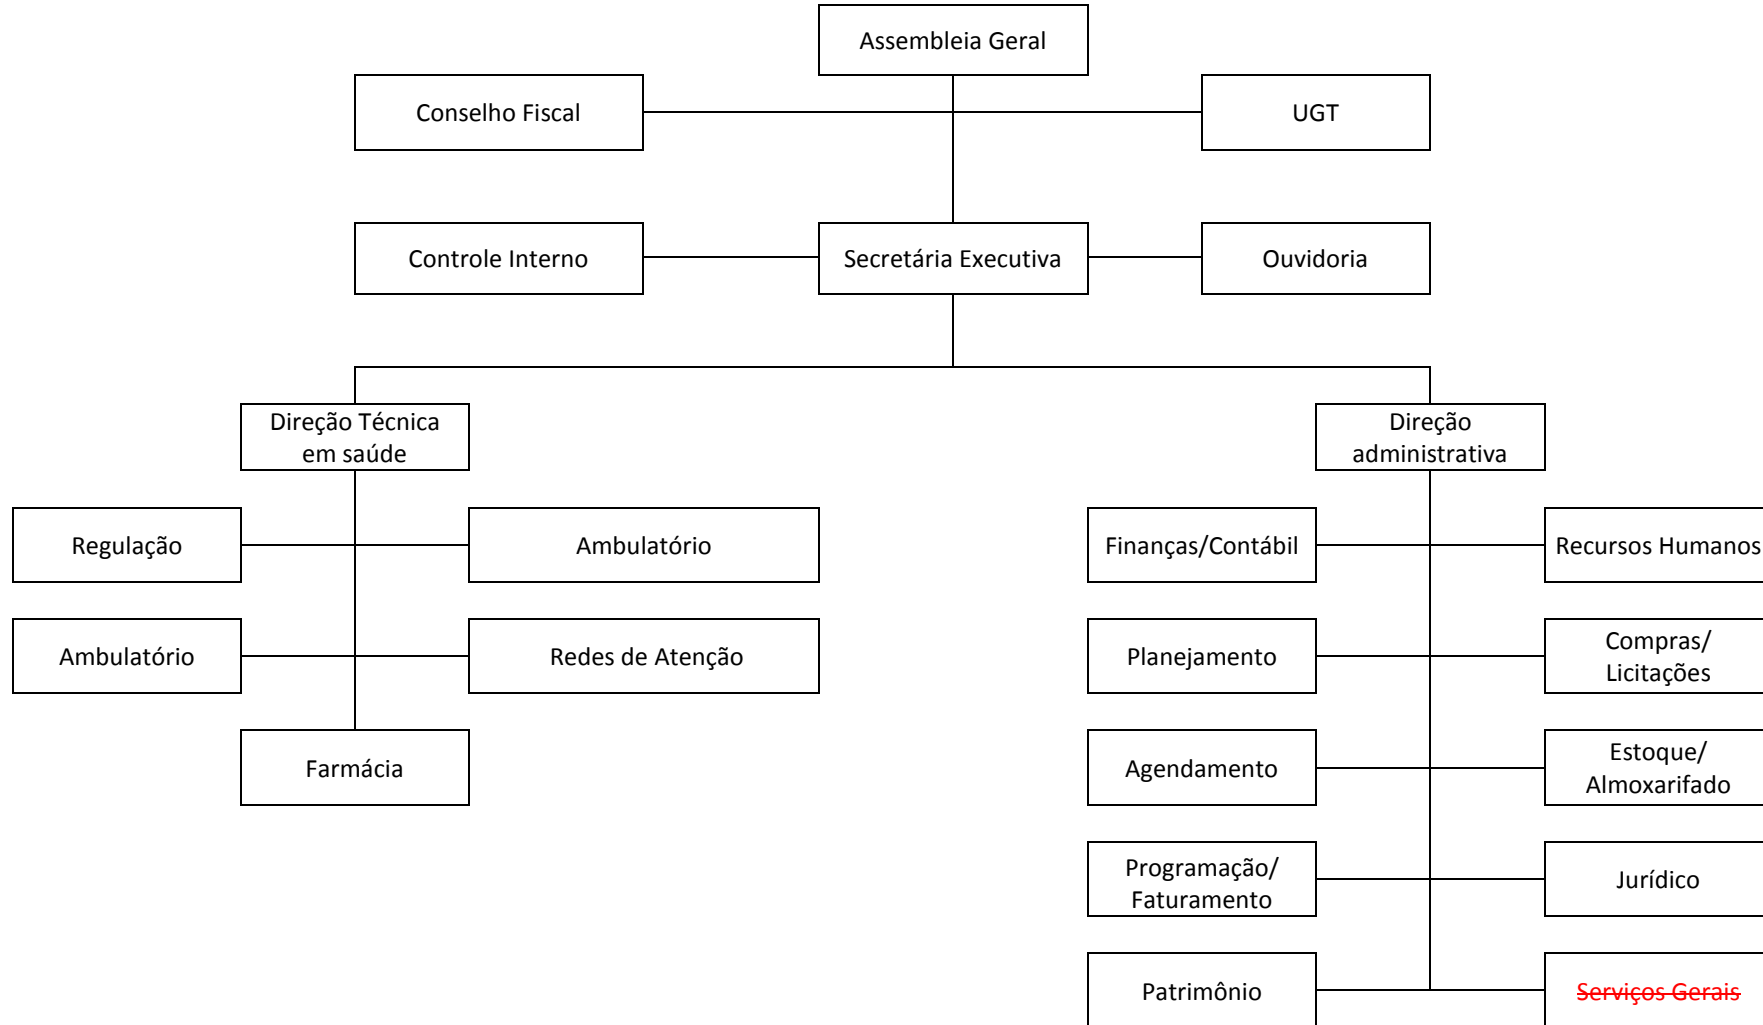 Assembleia Geral
Conselho Fiscal
UGT
Controle Interno
Secretária Executiva
Ouvidoria
Direção Técnica
em saúde
Direção
administrativa
Regulação
Ambulatório
Finanças/Contábil
Recursos Humanos
Ambulatório
Redes de Atenção
Planejamento
Compras/
Licitações
Farmácia
Agendamento
Estoque/
Almoxarifado
Programação/
Faturamento
Jurídico
Patrimônio
Serviços Gerais